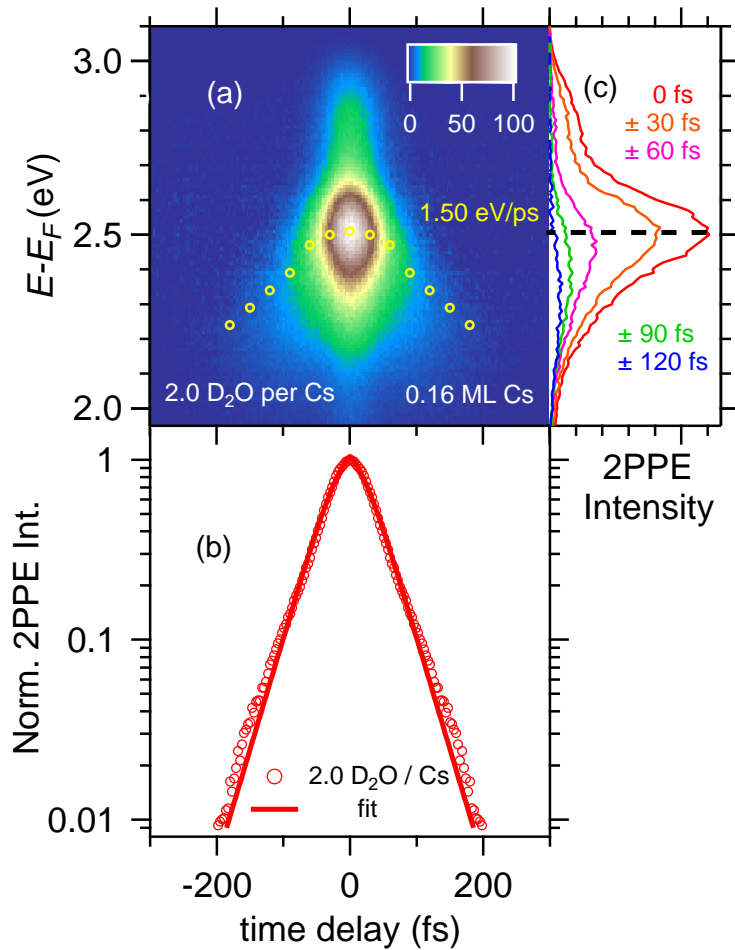 3.0
2.5
2.0
E-E_F (eV)
(a)
0 50 100
1.50 eV/ps
2.0 D₂O per Cs
0.16 ML Cs
(c)
0 fs
± 30 fs
± 60 fs
± 90 fs
± 120 fs
2PPE
Intensity
1
0.1
0.01
Norm. 2PPE Int.
(b)
2.0 D₂O / Cs
fit
-200 0 200
time delay (fs)